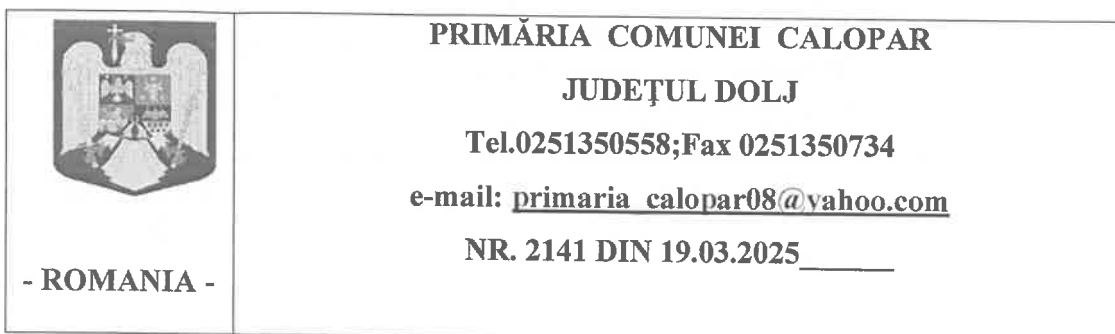 PRIMĂRIA COMUNEI CALOPAR
JUDEŢUL DOLJ
Tel.0251350558;Fax 0251350734
e-mail: primaria_calopar08@yahoo.com
NR. 2141 DIN 19.03.2025______
- ROMANIA -